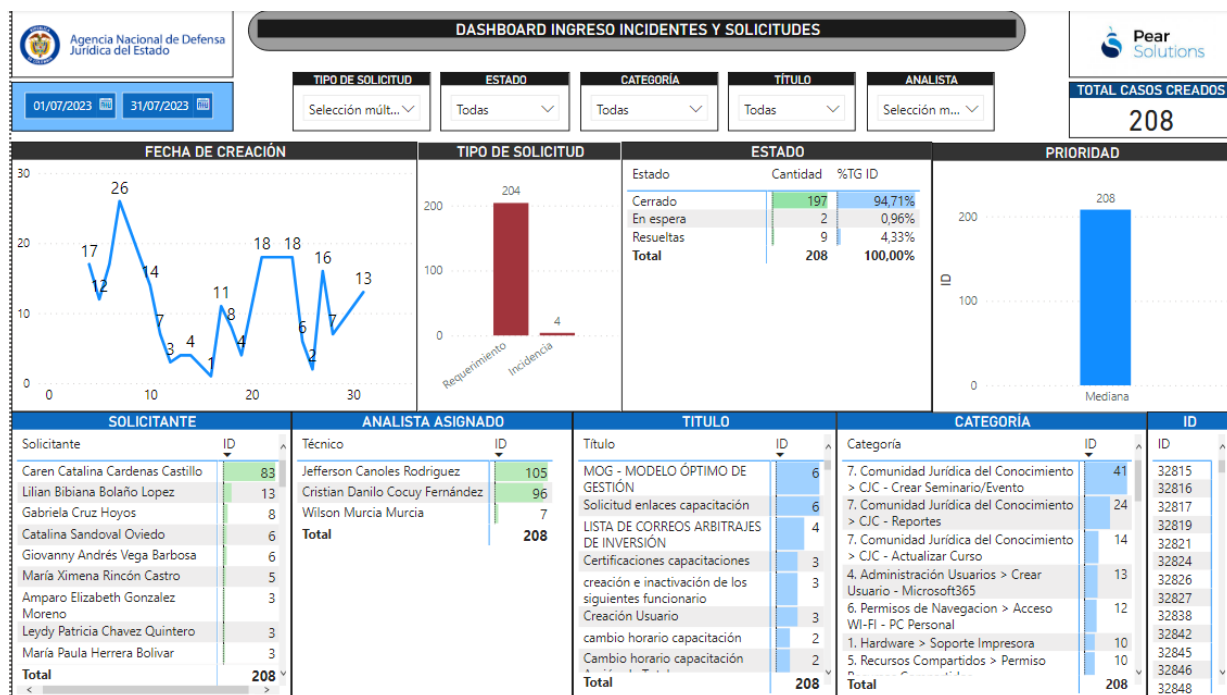 Agencia Nacional de Defensa
Jurídica del Estado
DASHBOARD INGRESO INCIDENTES Y SOLICITUDES
Pear
Solutions
01/07/2023 31/07/2023
TIPO DE SOLICITUD
Selección múlt...
ESTADO
Todas
CATEGORÍA
Todas
TÍTULO
Todas
ANALISTA
Selección m...
TOTAL CASOS CREADOS
208
FECHA DE CREACIÓN
30
20
10
0
17
12
26
14
7
3
4
1
11
8
4
18
18
6
2
16
7
13
0 10 20 30
TIPO DE SOLICITUD
200
100
0
204
4
Requerimiento
Incidencia
ESTADO
Estado Cantidad %TG ID
Cerrado 197 94,71%
En espera 2 0,96%
Resueltas 9 4,33%
Total 208 100,00%
PRIORIDAD
ID
200
100
0
208
Mediana
SOLICITANTE
Solicitante ID
Caren Catalina Cardenas Castillo 83
Lilian Bibiana Bolaño Lopez 13
Gabriela Cruz Hoyos 8
Catalina Sandoval Oviedo 6
Giovanny Andrés Vega Barbosa 6
María Ximena Rincón Castro 5
Amparo Elizabeth Gonzalez 3
Moreno
Leydy Patricia Chavez Quintero 3
María Paula Herrera Bolivar 3
Total 208
ANALISTA ASIGNADO
Técnico ID
Jefferson Canoles Rodriguez 105
Cristian Danilo Cocuy Fernández 96
Wilson Murcia Murcia 7
Total 208
TITULO
Título ID
MOG - MODELO ÓPTIMO DE 6
GESTIÓN
Solicitud enlaces capacitación 6
LISTA DE CORREOS ARBITRAJES 4
DE INVERSIÓN
Certificaciones capacitaciones 3
creación e inactivación de los 3
siguientes funcionario
Creación Usuario 3
cambio horario capacitación 2
Cambio horario capacitación 2
Total 208
CATEGORÍA
Categoría ID
7. Comunidad Jurídica del Conocimiento 41
> CJC - Crear Seminario/Evento
7. Comunidad Jurídica del Conocimiento 24
> CJC - Reportes
7. Comunidad Jurídica del Conocimiento 14
> CJC - Actualizar Curso
4. Administración Usuarios > Crear 13
Usuario - Microsoft365
6. Permisos de Navegacion > Acceso 12
WI-FI - PC Personal
1. Hardware > Soporte Impresora 10
5. Recursos Compartidos > Permiso 10
Total 208
ID
ID
32815
32816
32817
32819
32821
32824
32826
32827
32838
32842
32845
32846
32848